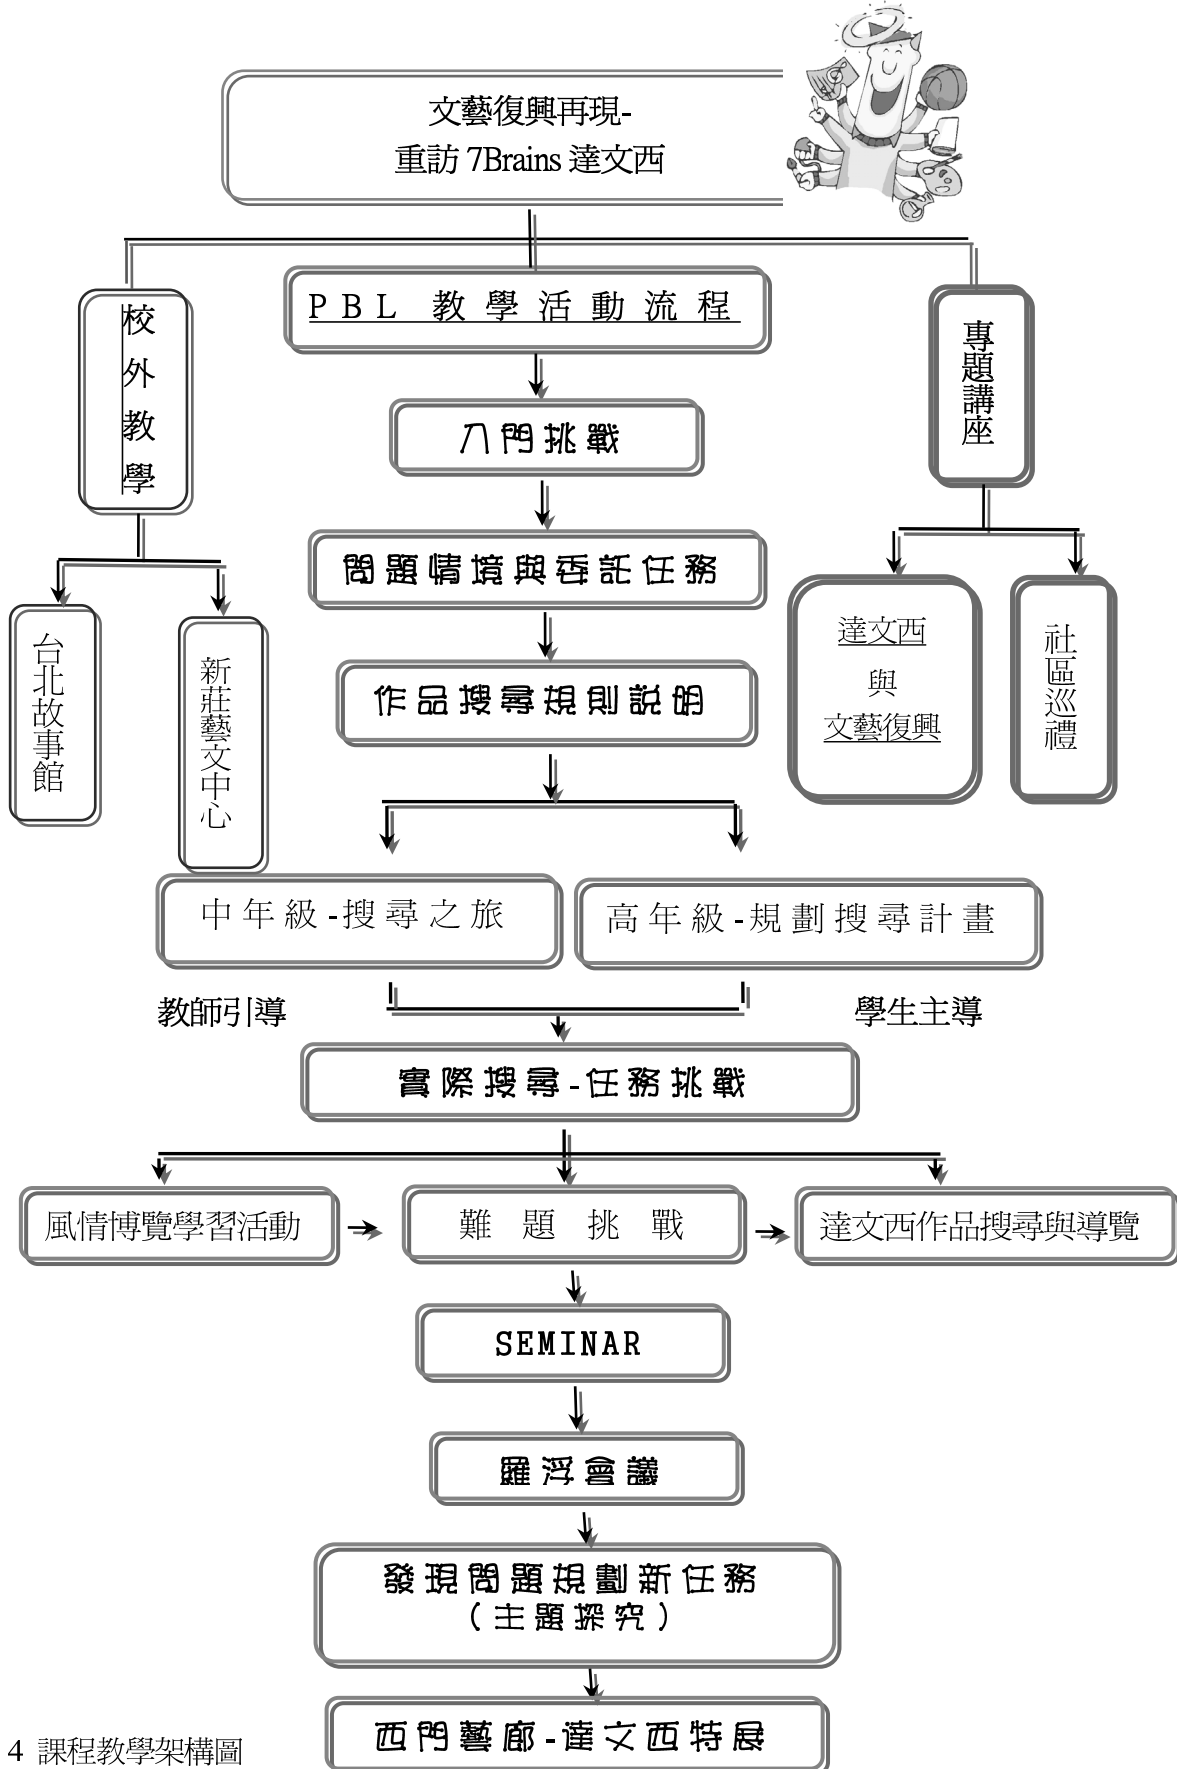 文藝復興再現-
重訪 7Brains 達文西
校外教學
PBL 教學活動流程
專題講座
入門挑戰
問題情境與委託任務
台北故事館
新莊藝文中心
作品搜尋規則說明
達文西
與
文藝復興
社區巡禮
中年級-搜尋之旅
高年級-規劃搜尋計畫
教師引導
學生主導
實際搜尋-任務挑戰
風情博覽學習活動
難題挑戰
達文西作品搜尋與導覽
SEMINAR
羅浮會議
發現問題規劃新任務
(主題探究)
西門藝廊-達文西特展
4 課程教學架構圖